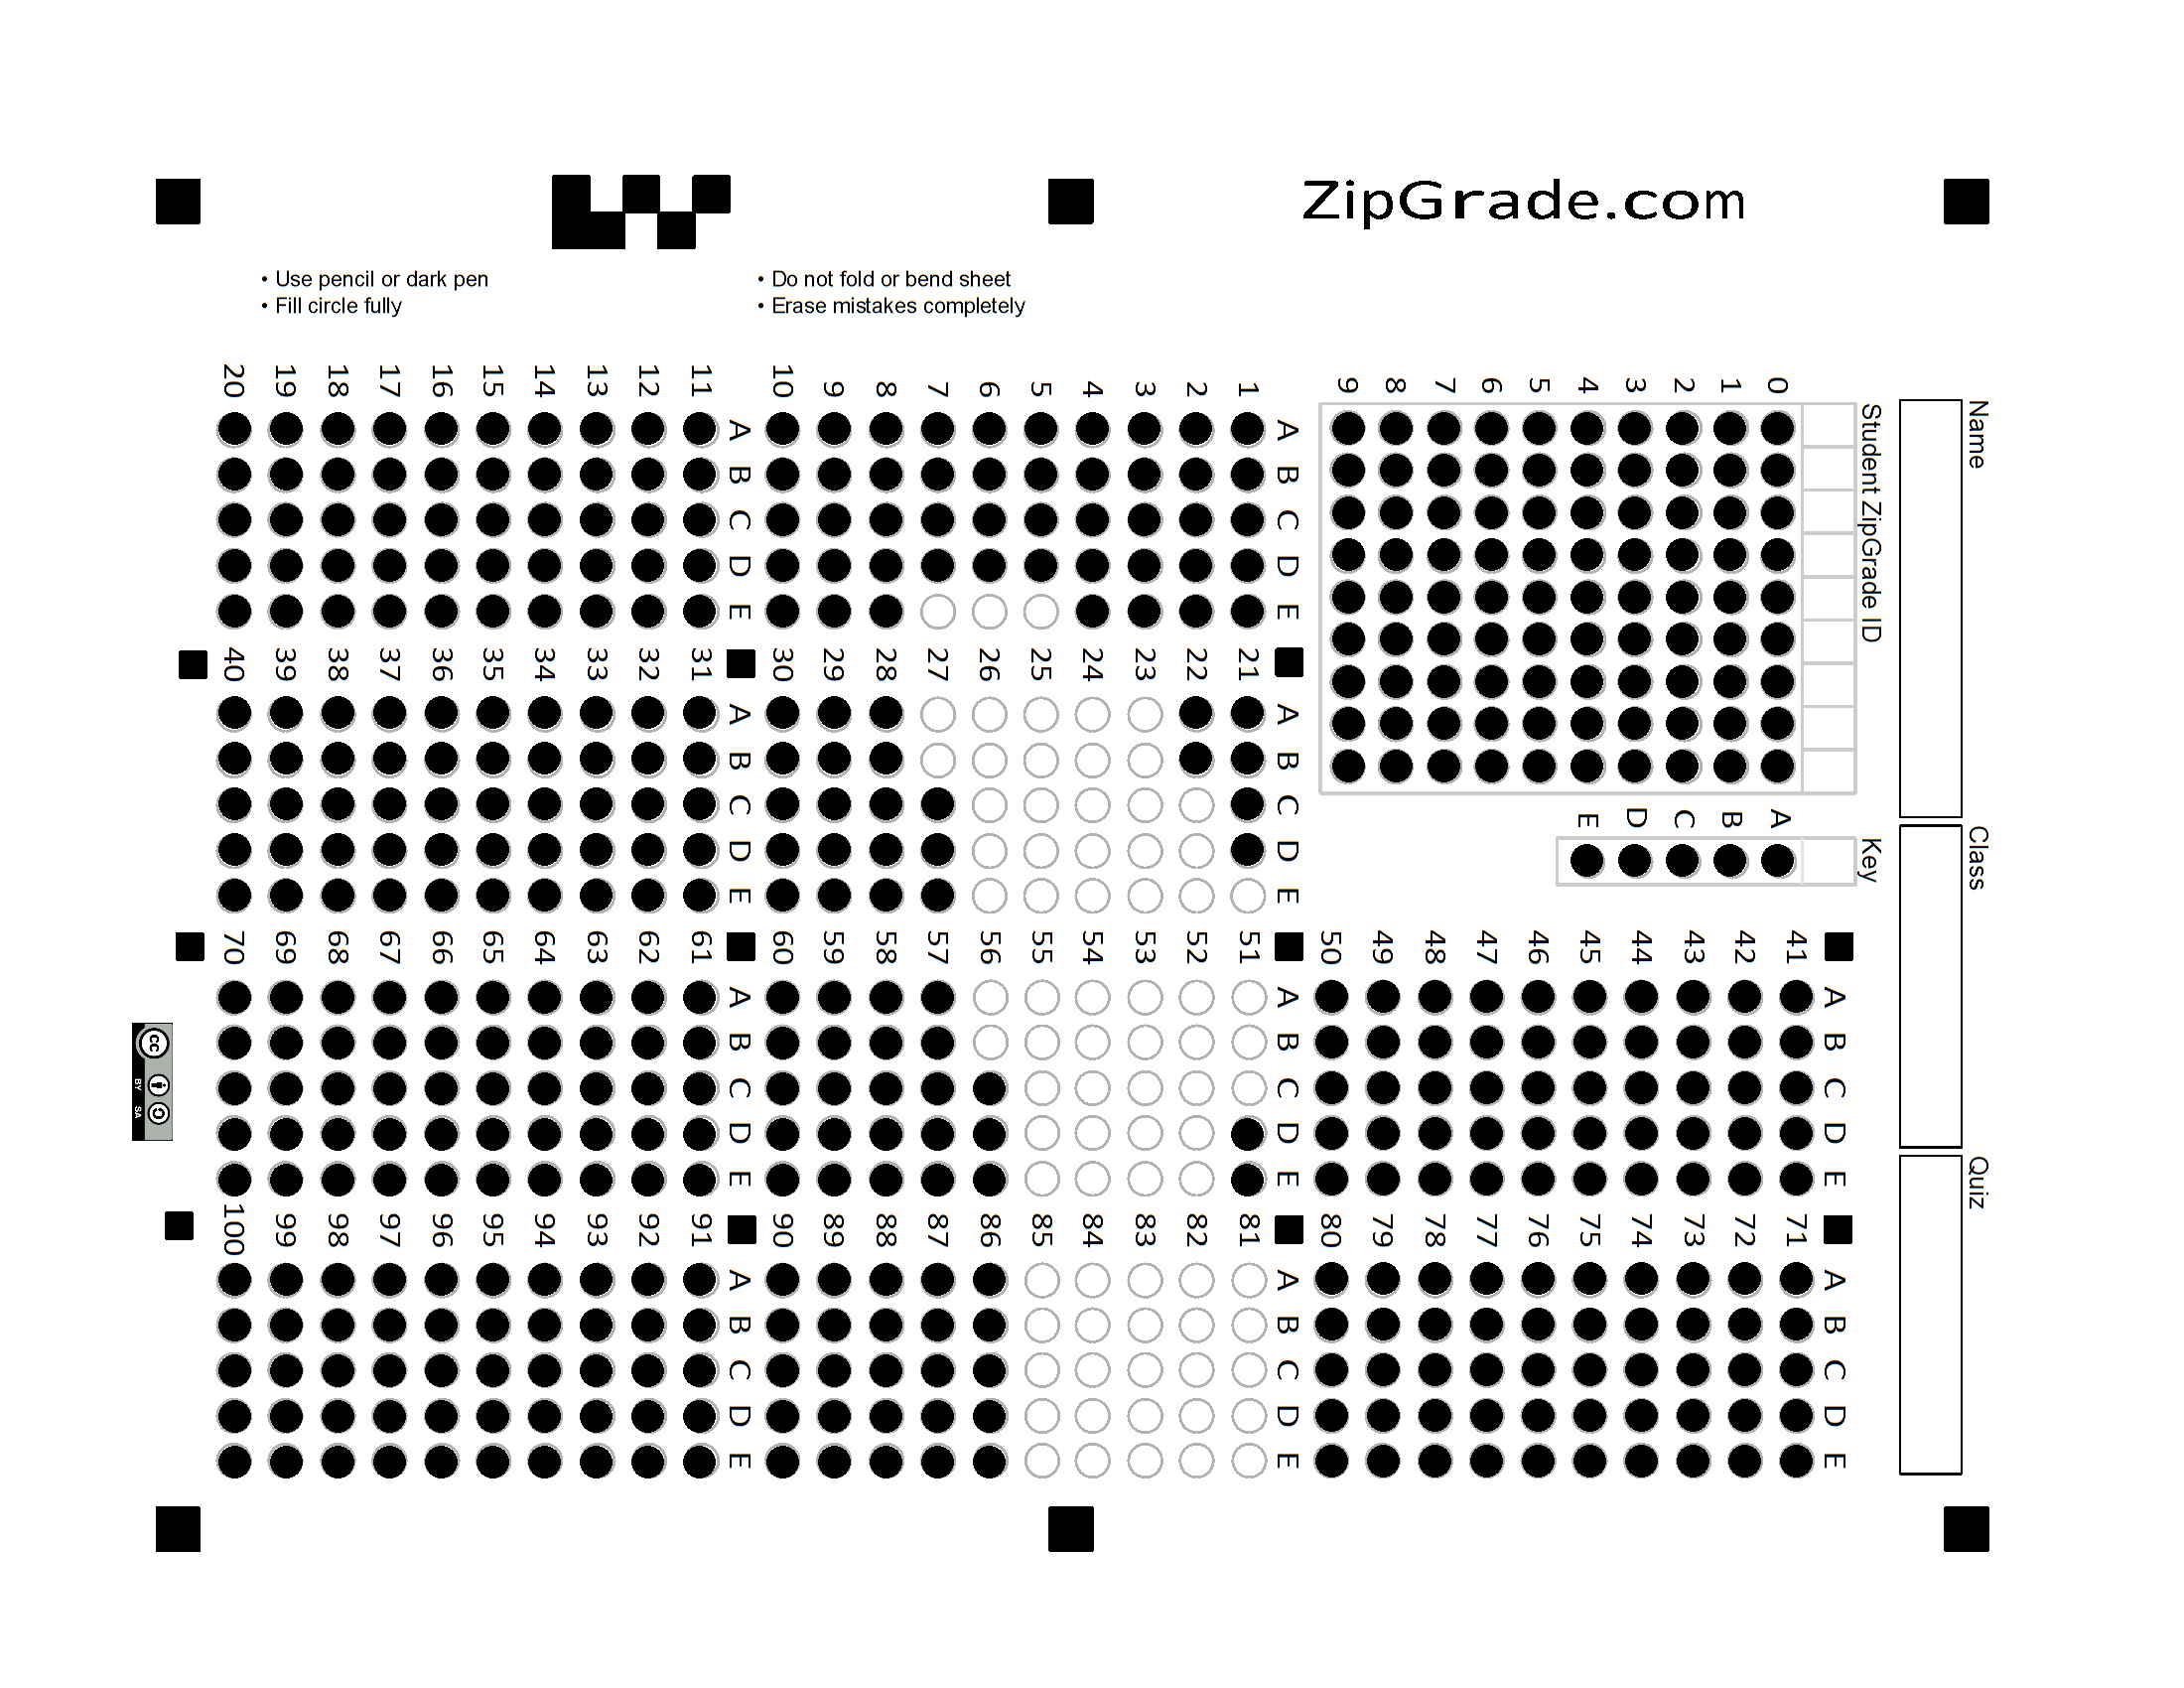 ZipGrade.com
• Use pencil or dark pen
• Fill circle fully
• Do not fold or bend sheet
• Erase mistakes completely
Name Class Quiz
Student ZipGrade ID Key
0 A
1 B
2 C
3 D
4 E
5
6
7
8
9
A B C D E A B C D E
41 71
42 72
43 73
44 74
45 75
46 76
47 77
48 78
49 79
50 80
A B C D E A B C D E A B C D E A B C D E
1 21 51 81
2 22 52 82
3 23 53 83
4 24 54 84
5 25 55 85
6 26 56 86
7 27 57 87
8 28 58 88
9 29 59 89
10 30 60 90
A B C D E A B C D E A B C D E A B C D E
11 31 61 91
12 32 62 92
13 33 63 93
14 34 64 94
15 35 65 95
16 36 66 96
17 37 67 97
18 38 68 98
19 39 69 99
20 40 70 100
cc BY SA